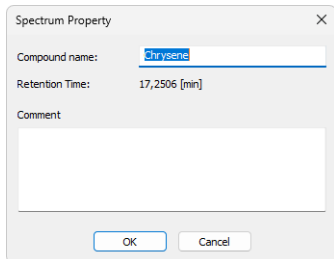 Spectrum Property
Compound name: Chrysene
Retention Time: 17,2506 [min]
Comment
OK Cancel